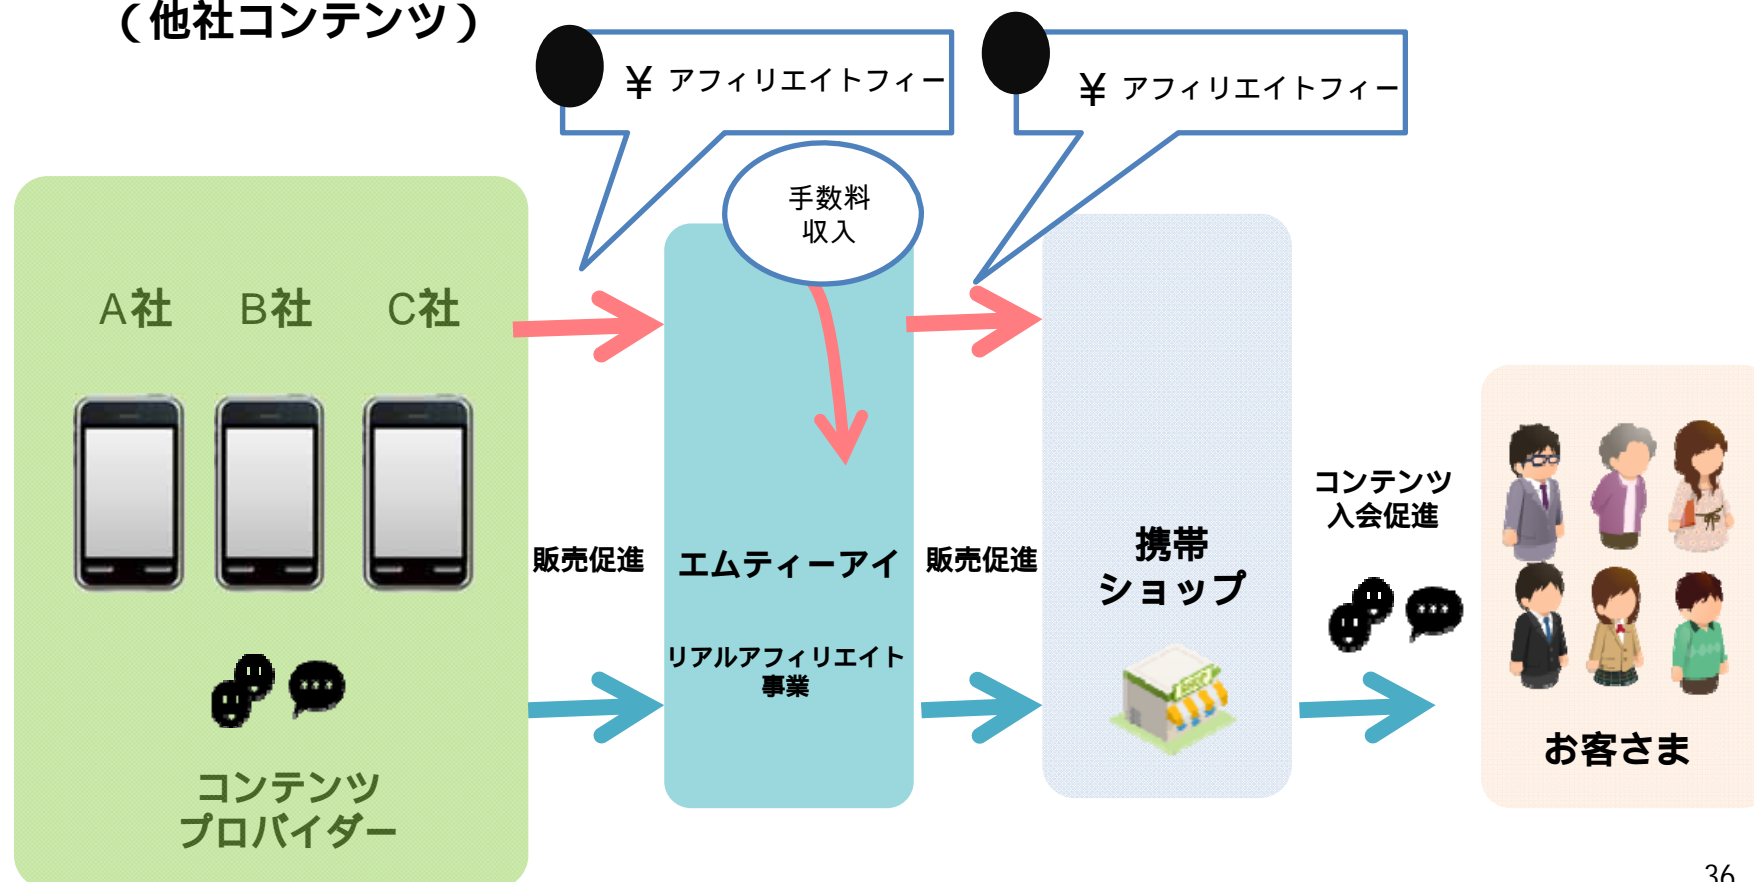 （他社コンテンツ）
￥ アフィリエイトフィー
￥ アフィリエイトフィー
手数料
収入
A社
B社
C社
販売促進
エムティーアイ
リアルアフィリエイト
事業
販売促進
携帯
ショップ
コンテンツ
入会促進
SHOP
お客さま
コンテンツ
プロバイダー
36